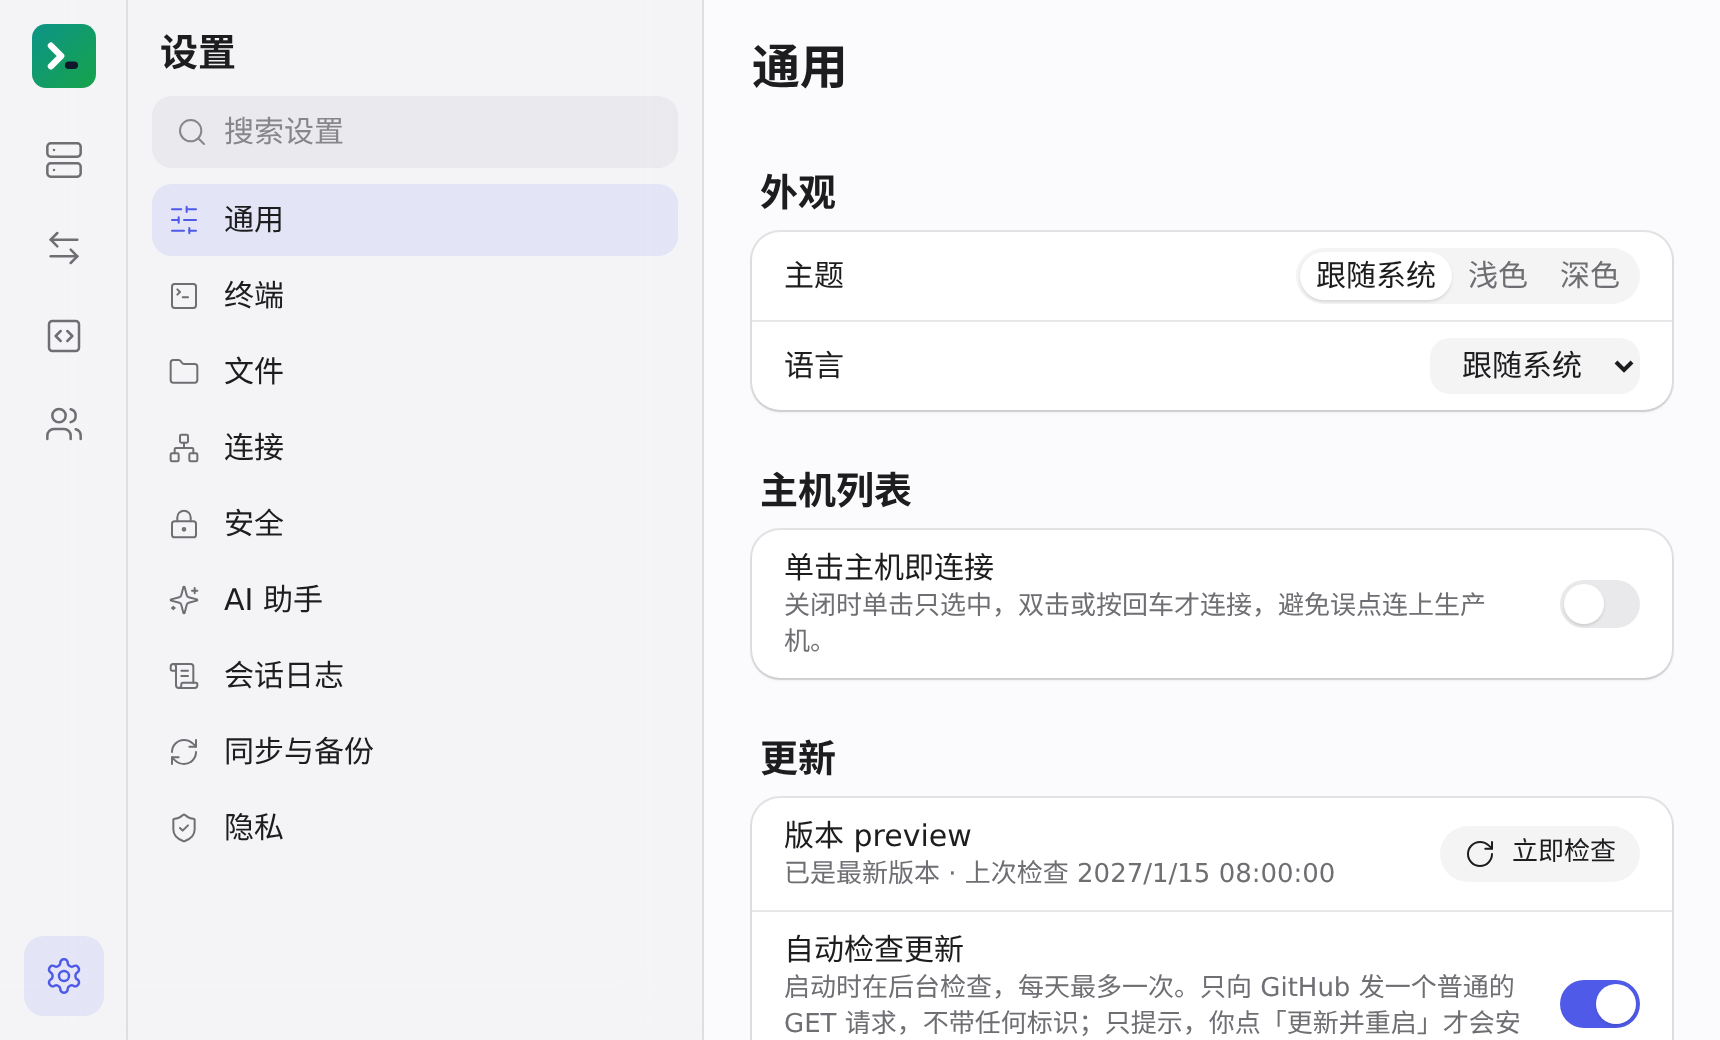 设置
搜索设置
通用
终端
文件
连接
安全
AI 助手
会话日志
同步与备份
隐私
通用
外观
主题
跟随系统 浅色 深色
语言
跟随系统
主机列表
单击主机即连接
关闭时单击只选中，双击或按回车才连接，避免误点连上生产
机。
更新
版本 preview
已是最新版本 · 上次检查 2027/1/15 08:00:00
立即检查
自动检查更新
启动时在后台检查，每天最多一次。只向 GitHub 发一个普通的
GET 请求，不带任何标识；只提示，你点「更新并重启」才会安